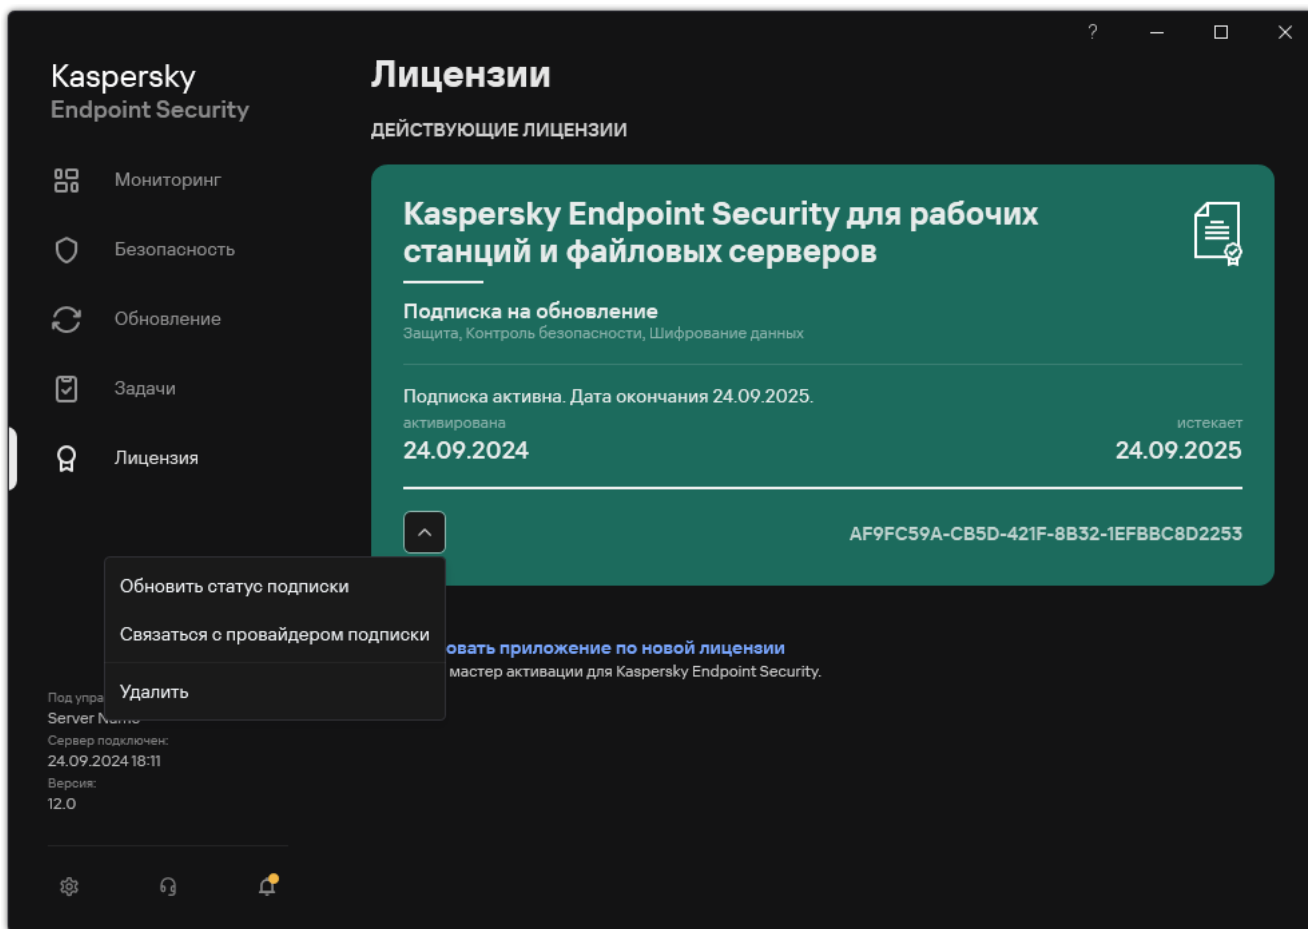 ?
Kaspersky
Endpoint Security
Мониторинг
Безопасность
Обновление
Задачи
Лицензия
Лицензии
ДЕЙСТВУЮЩИЕ ЛИЦЕНЗИИ
Kaspersky Endpoint Security для рабочих
станций и файловых серверов
Подписка на обновление
Защита, Контроль безопасности, Шифрование данных
Подписка активна. Дата окончания 24.09.2025.
активирована
истекает
24.09.2024
24.09.2025
AF9FC59A-CB5D-421F-8B32-1EFBBC8D2253
Обновить статус подписки
Связаться с провайдером подписки
Удалить
овать приложение по новой лицензии
мастер активации для Kaspersky Endpoint Security.
Под упра
Server
Сервер подключен:
24.09.2024 18:11
Версия:
12.0